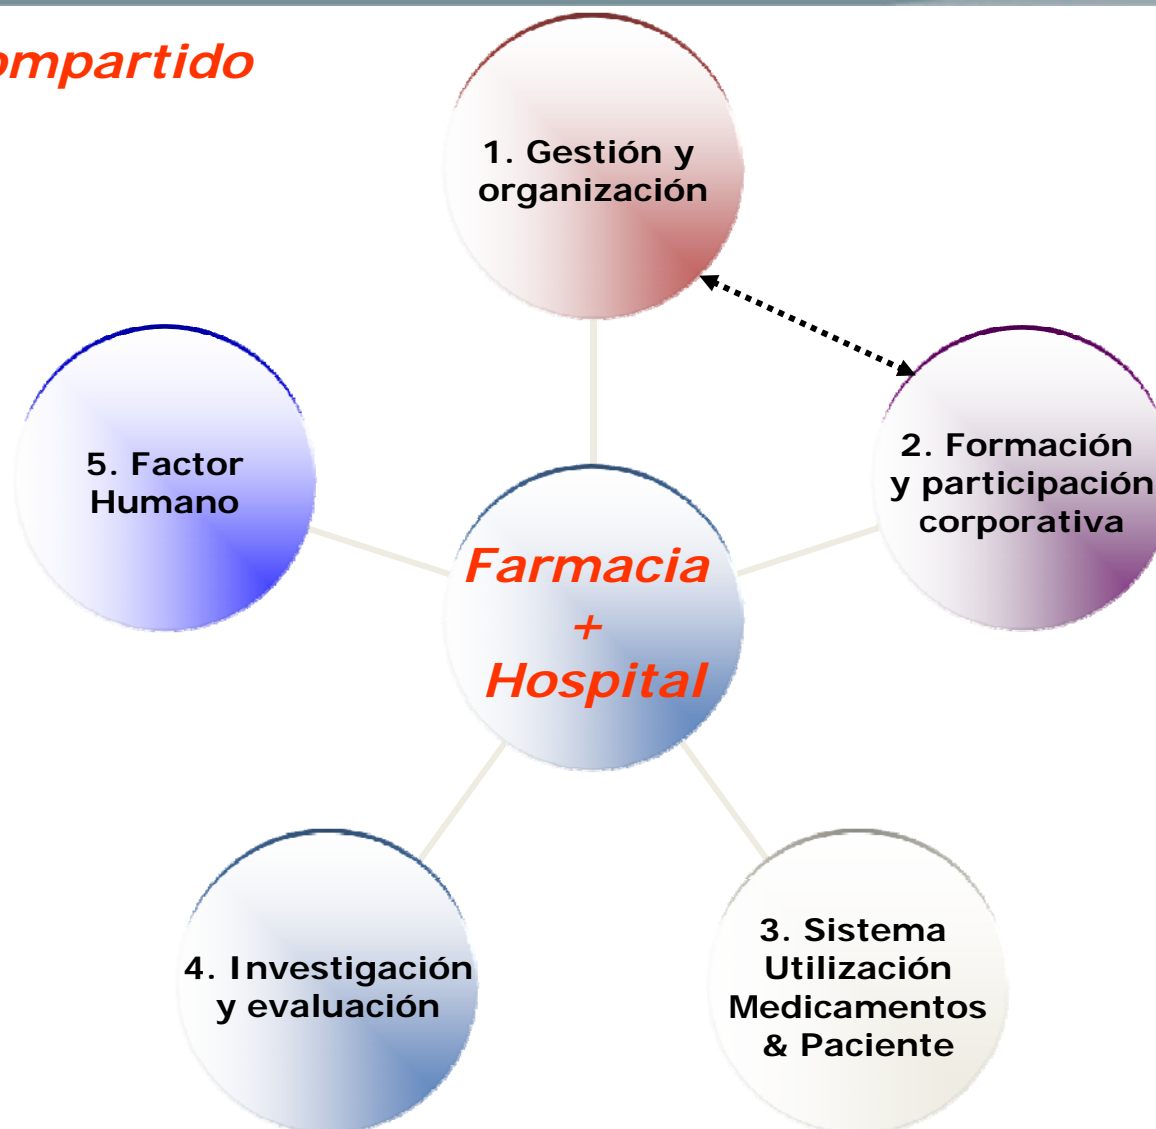 ompartido
1. Gestión y
organización
2. Formación
y participación
corporativa
5. Factor
Humano
Farmacia
+
Hospital
3. Sistema
Utilización
Medicamentos
& Paciente
4. Investigación
y evaluación